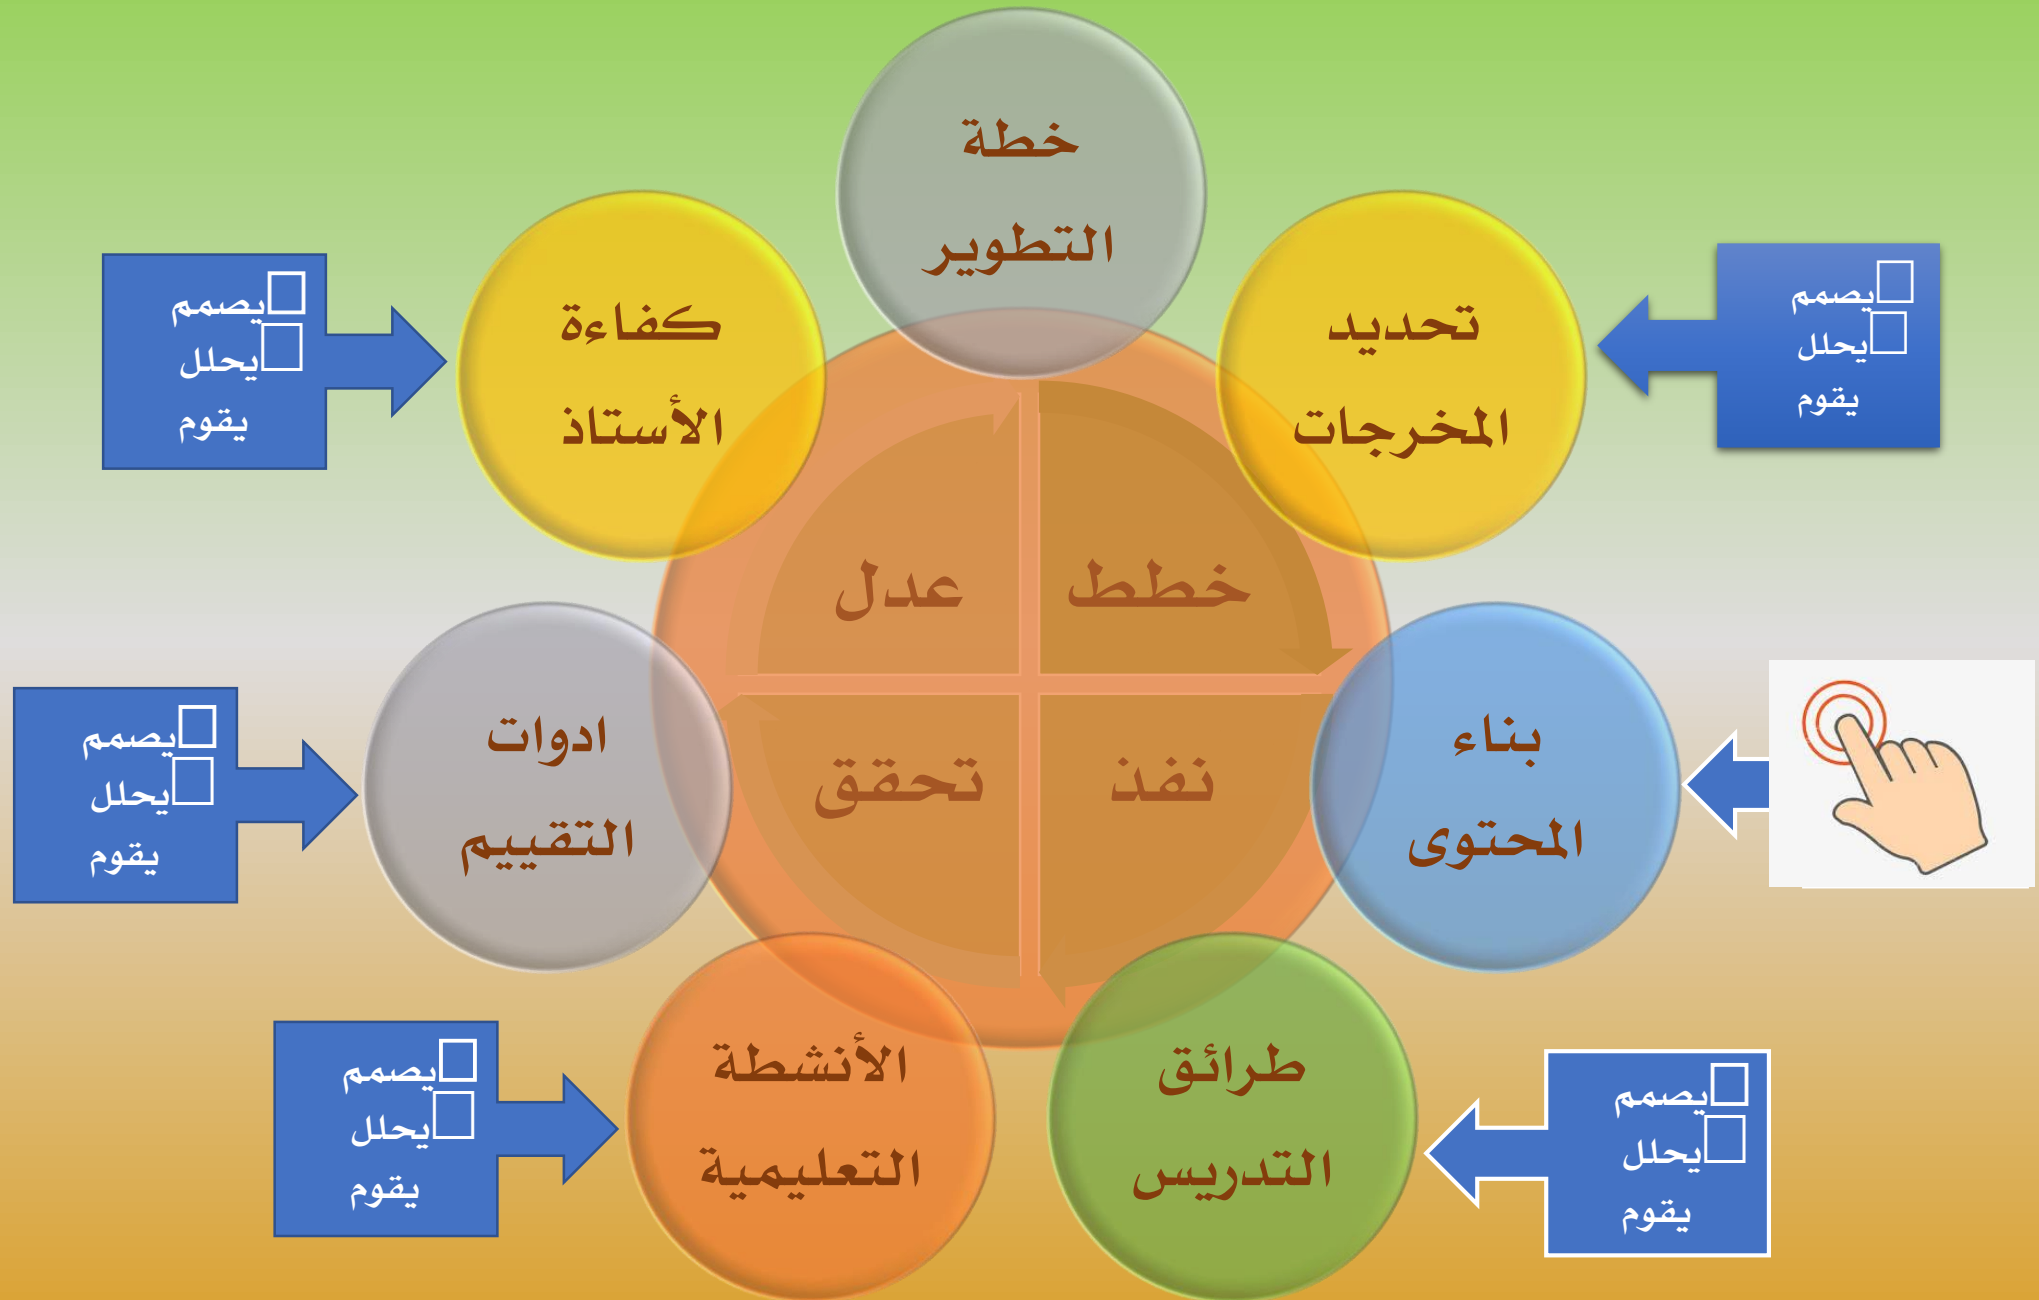 خطة
التطوير
تحديد
المخرجات
يصمم
يحلل
يقوم
بناء
المحتوى
طرائق
التدريس
يصمم
يحلل
يقوم
الأنشطة
التعليمية
يصمم
يحلل
يقوم
ادوات
التقييم
يصمم
يحلل
يقوم
كفاءة
الأستاذ
يصمم
يحلل
يقوم
خطط
نفذ
تحقق
عدل